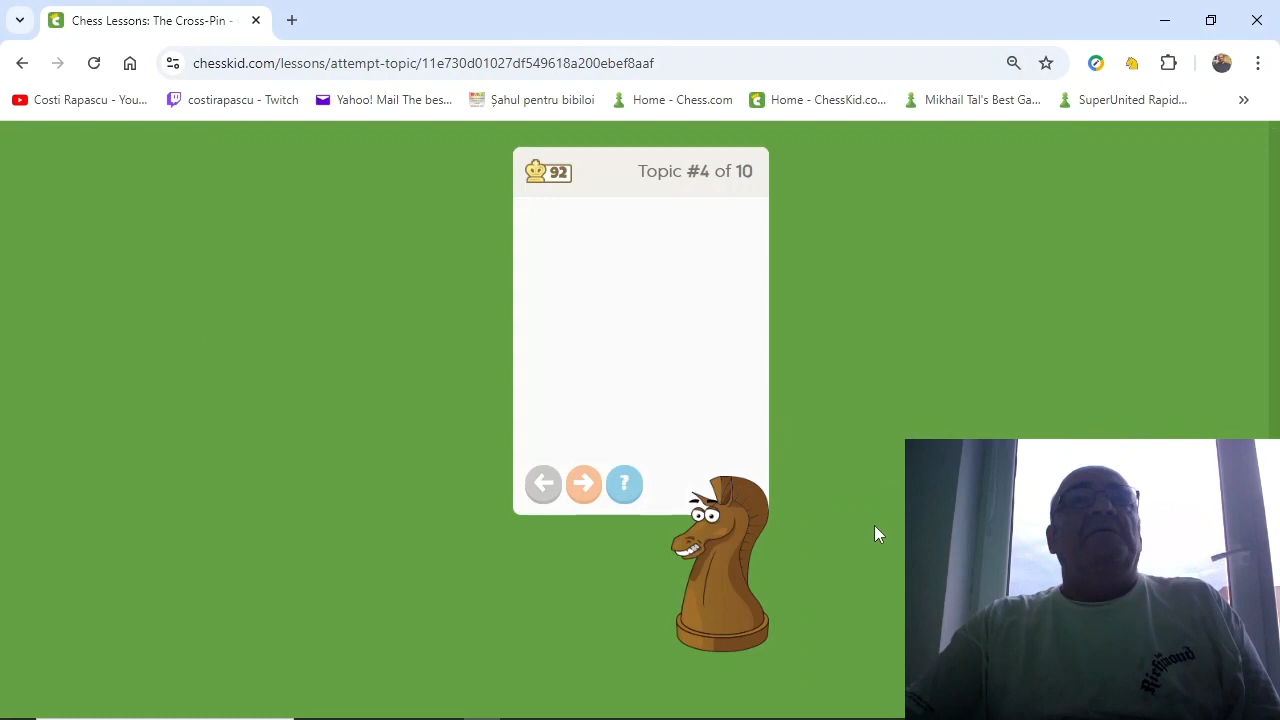 Chess Lessons: The Cross-Pin -
chesskid.com/lessons/attempt-topic/11e730d01027df549618a200ebef8aaf
Costi Rapascu - You...
costirapascu - Twitch
Yahoo! Mail The bes...
Șahul pentru bibiloi
Home - Chess.com
Home - ChessKid.co...
Mikhail Tal's Best Ga...
SuperUnited Rapid...
92
Topic #4 of 10
?
Richmond